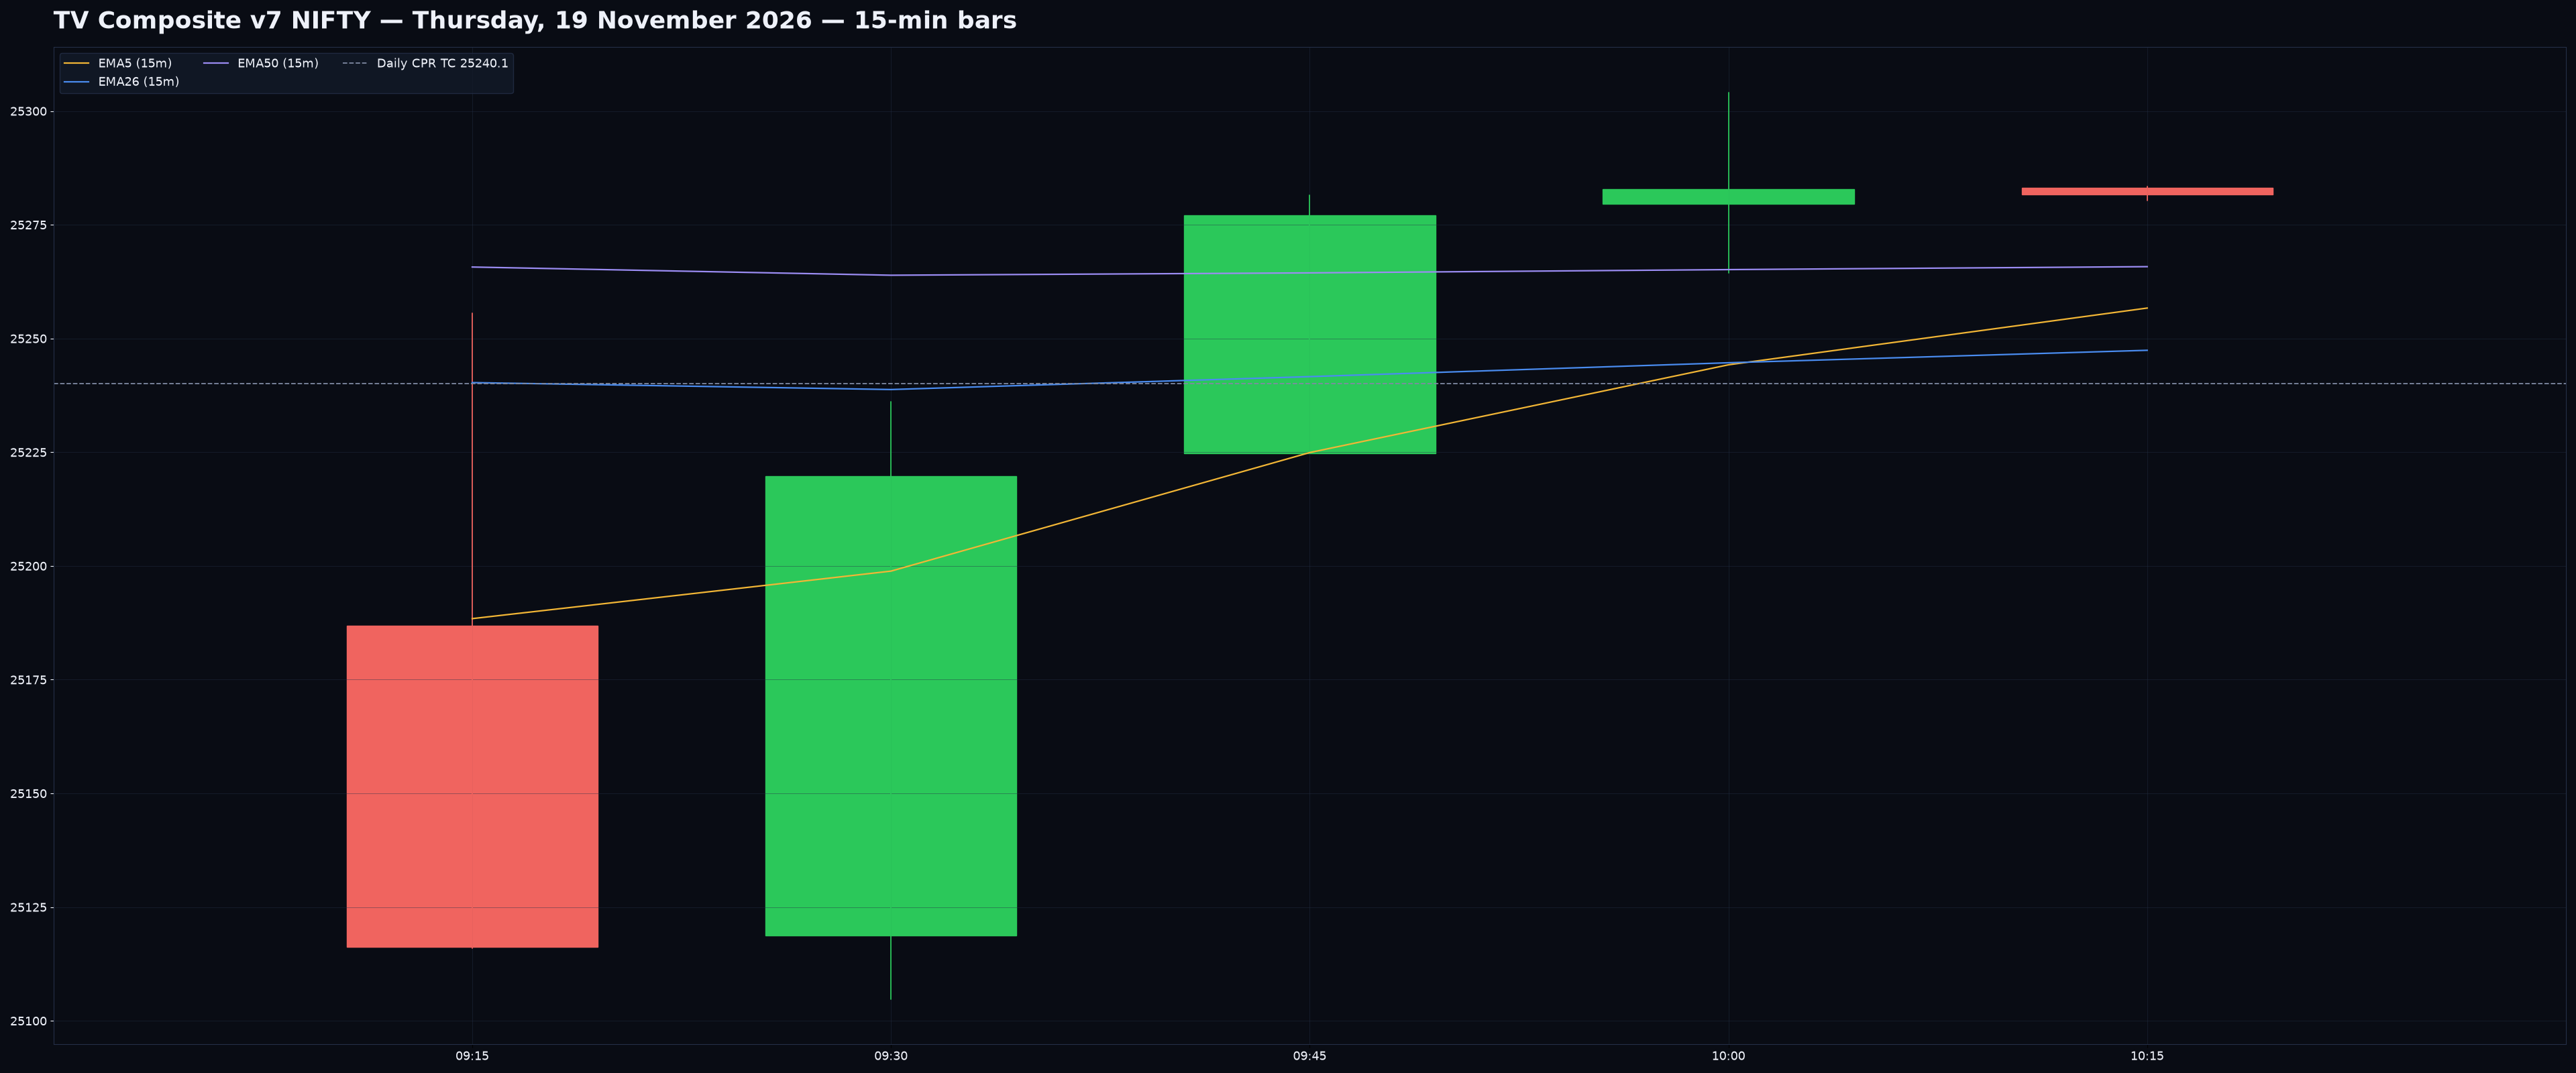 TV Composite v7 NIFTY — Thursday, 19 November 2026 — 15-min bars
EMA5 (15m) EMA50 (15m) Daily CPR TC 25240.1
EMA26 (15m)
25300
25275
25250
25225
25200
25175
25150
25125
25100
09:15 09:30 09:45 10:00 10:15